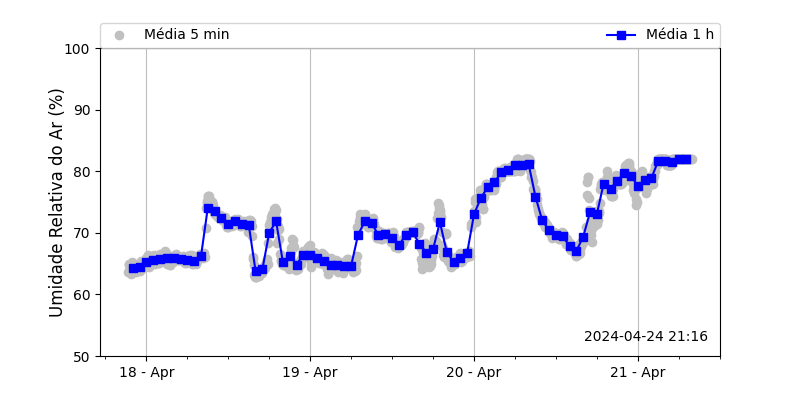 Média 5 min
Média 1 h
Umidade Relativa do Ar (%)
100
90
80
70
60
50
2024-04-24 21:16
18 - Apr
19 - Apr
20 - Apr
21 - Apr